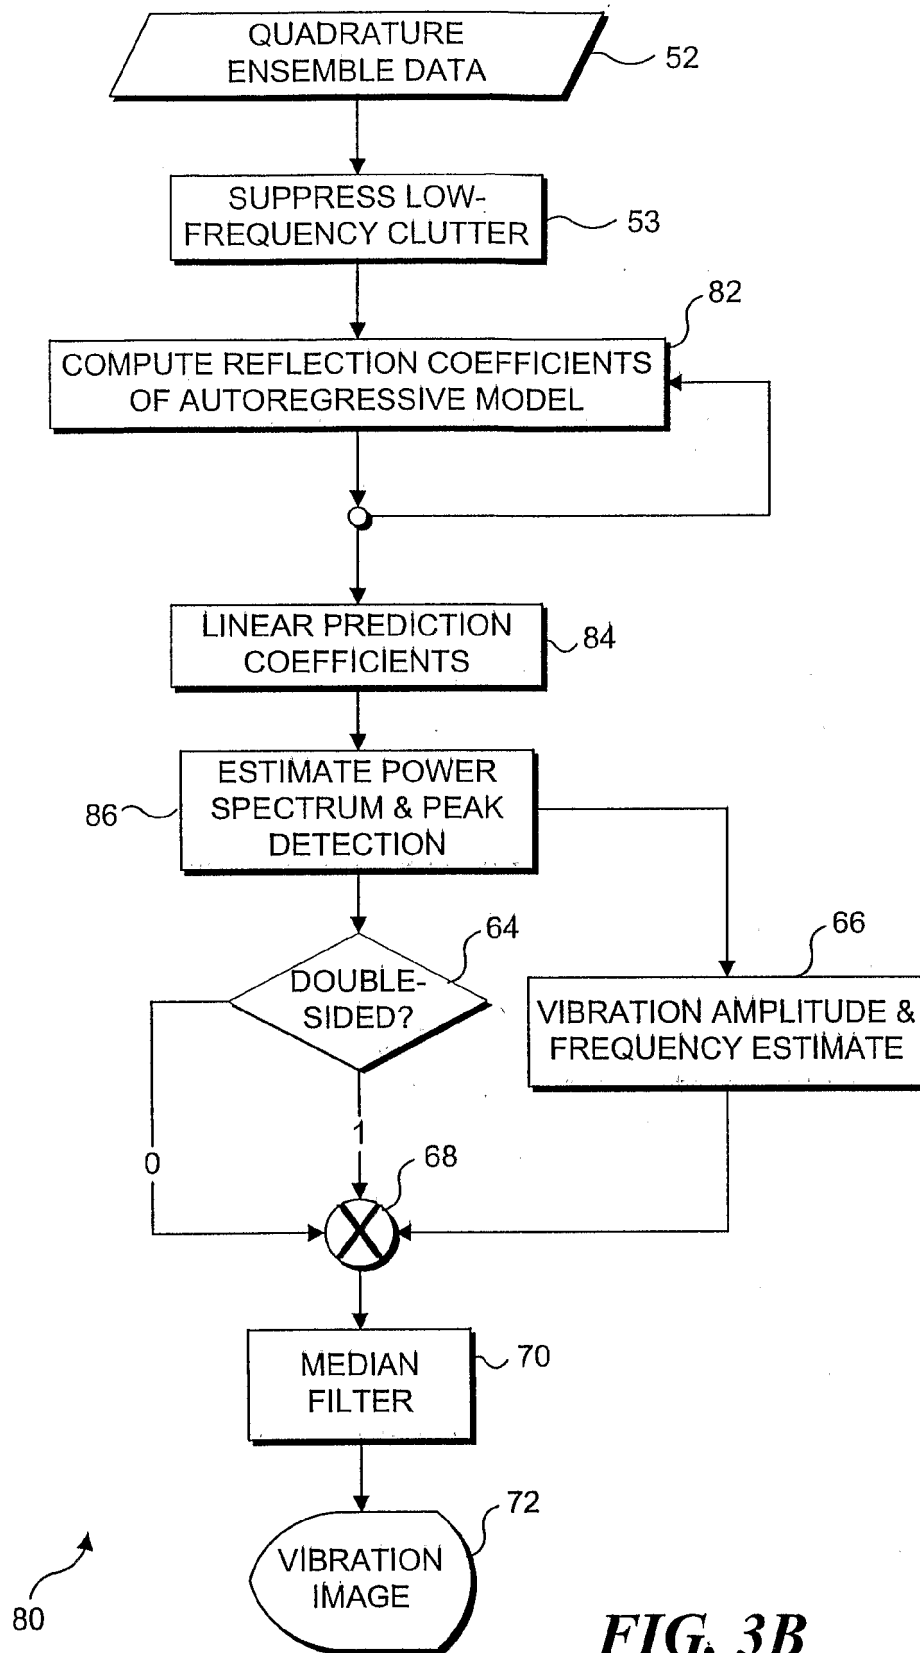 QUADRATURE
ENSEMBLE DATA
52
SUPPRESS LOW-
FREQUENCY CLUTTER
53
82
COMPUTE REFLECTION COEFFICIENTS
OF AUTOREGRESSIVE MODEL
LINEAR PREDICTION
COEFFICIENTS
84
ESTIMATE POWER
SPECTRUM & PEAK
DETECTION
86
64
DOUBLE-
SIDED?
66
VIBRATION AMPLITUDE &
FREQUENCY ESTIMATE
1
0
68
MEDIAN
FILTER
70
72
VIBRATION
IMAGE
80
FIG. 3B